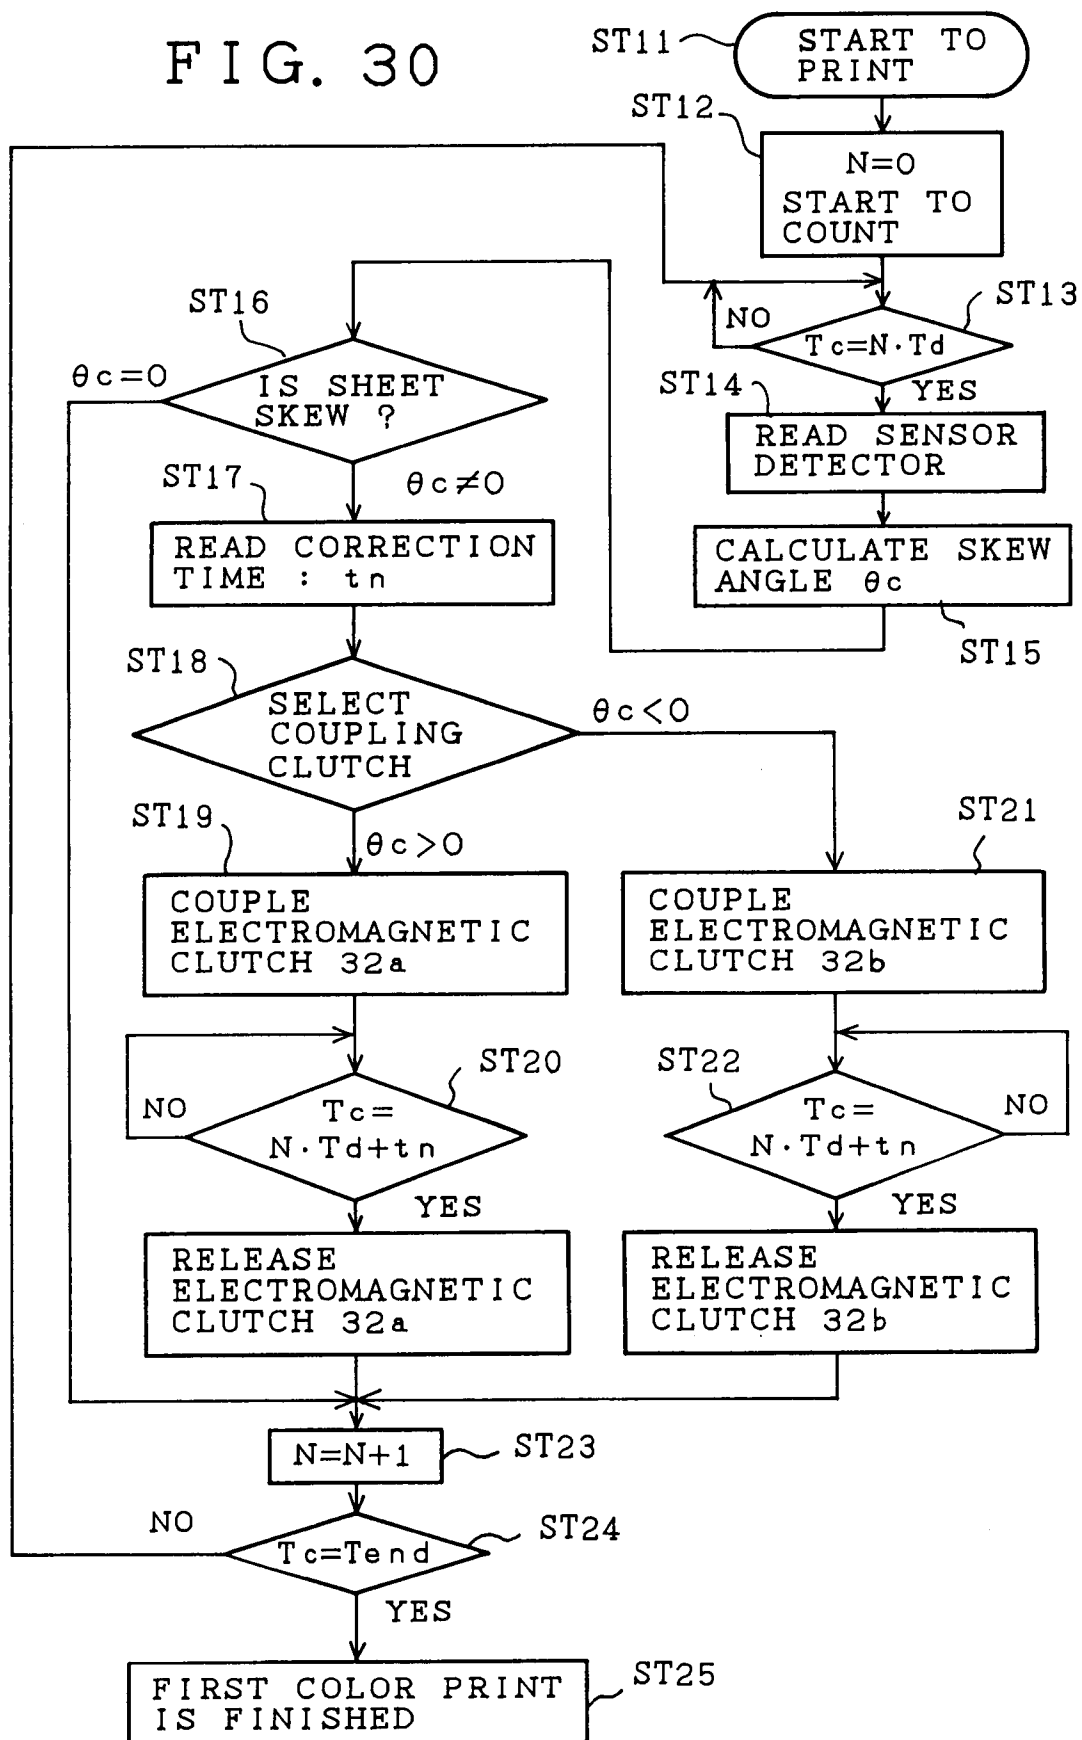 FIG. 30
ST11
START TO
PRINT
ST12
N=0
START TO
COUNT
ST13
NO
Tc=N·Td
YES
ST14
READ SENSOR
DETECTOR
CALCULATE SKEW
ANGLE θc
ST15
ST16
θc=0
IS SHEET
SKEW ?
θc≠0
ST17
READ CORRECTION
TIME : tn
ST18
SELECT
COUPLING
CLUTCH
θc<0
θc>0
ST19
COUPLE
ELECTROMAGNETIC
CLUTCH 32a
ST21
COUPLE
ELECTROMAGNETIC
CLUTCH 32b
ST20
NO
Tc=
N·Td+tn
YES
ST22
Tc=
N·Td+tn
NO
YES
RELEASE
ELECTROMAGNETIC
CLUTCH 32a
RELEASE
ELECTROMAGNETIC
CLUTCH 32b
N=N+1
ST23
NO
Tc=Tend
ST24
YES
FIRST COLOR PRINT
IS FINISHED
ST25